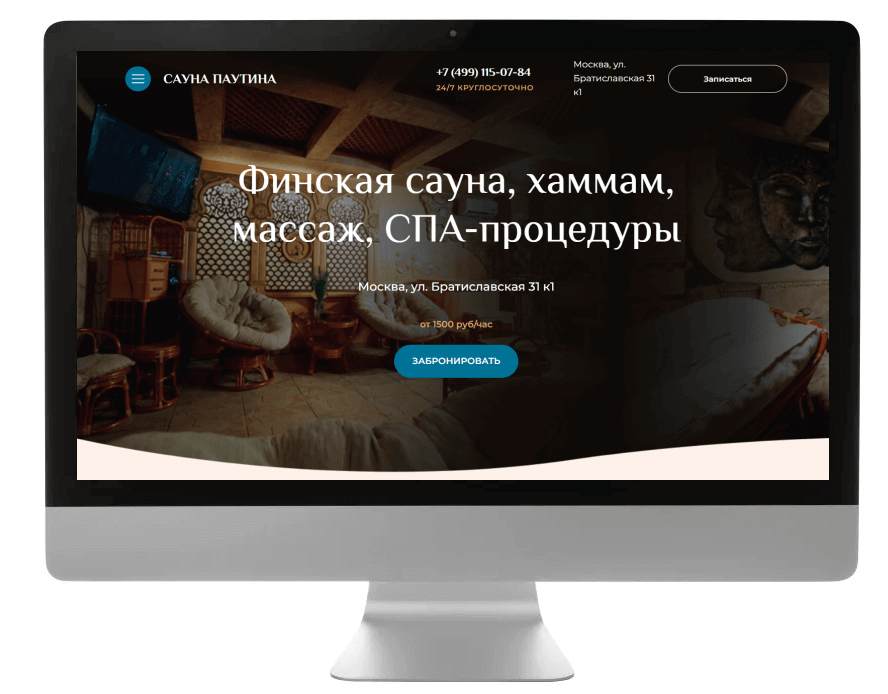 САУНА ПАУТИНА
+7 (499) 115-07-84
24/7 КРУГЛОСУТОЧНО
Москва, ул.
Братиславская 31
к1
Записаться
Финская сауна, хаммам,
массаж, СПА-процедуры
Москва, ул. Братиславская 31 к1
от 1500 руб/час
ЗАБРОНИРОВАТЬ